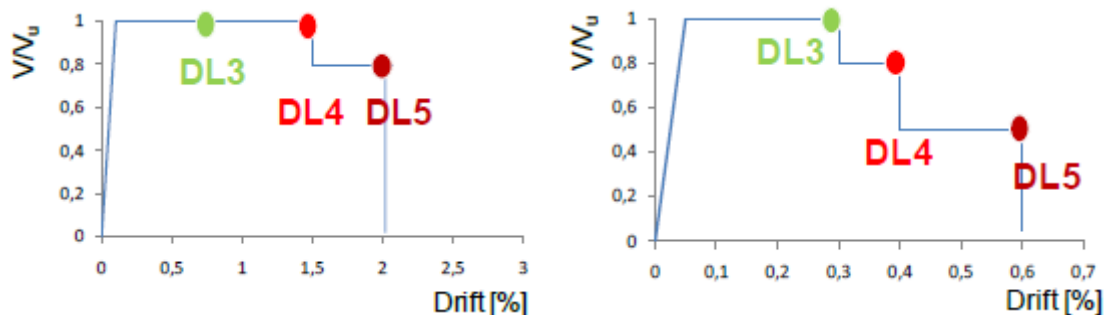 V/Vu
1
0,8
0,6
0,4
0,2
0
DL3
DL4
DL5
0 0,5 1 1,5 2 2,5 3
Drift [%]
V/Vu
1
0,8
0,6
0,4
0,2
0
DL3
DL4
DL5
0 0,1 0,2 0,3 0,4 0,5 0,6 0,7
Drift [%]